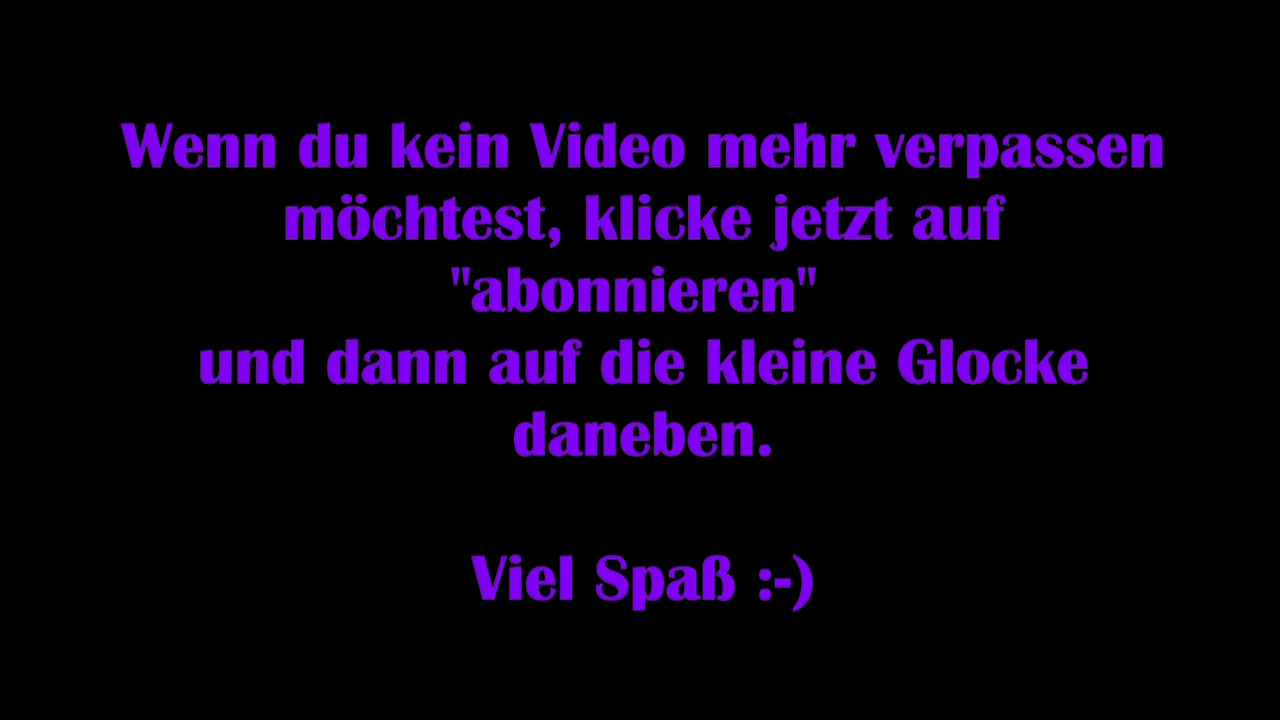 Wenn du kein Video mehr verpassen
möchtest, klicke jetzt auf
"abonnieren"
und dann auf die kleine Glocke
daneben.
Viel Spaß :-)